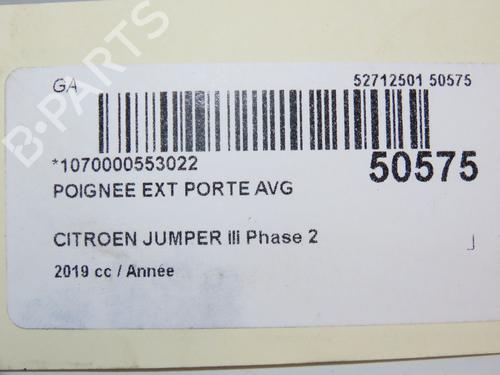 GA 52712501 50575
*1070000553022 50575
POIGNEE EXT PORTE AVG
CITROEN JUMPER III Phase 2
2019 cc / Année
B-PARTS